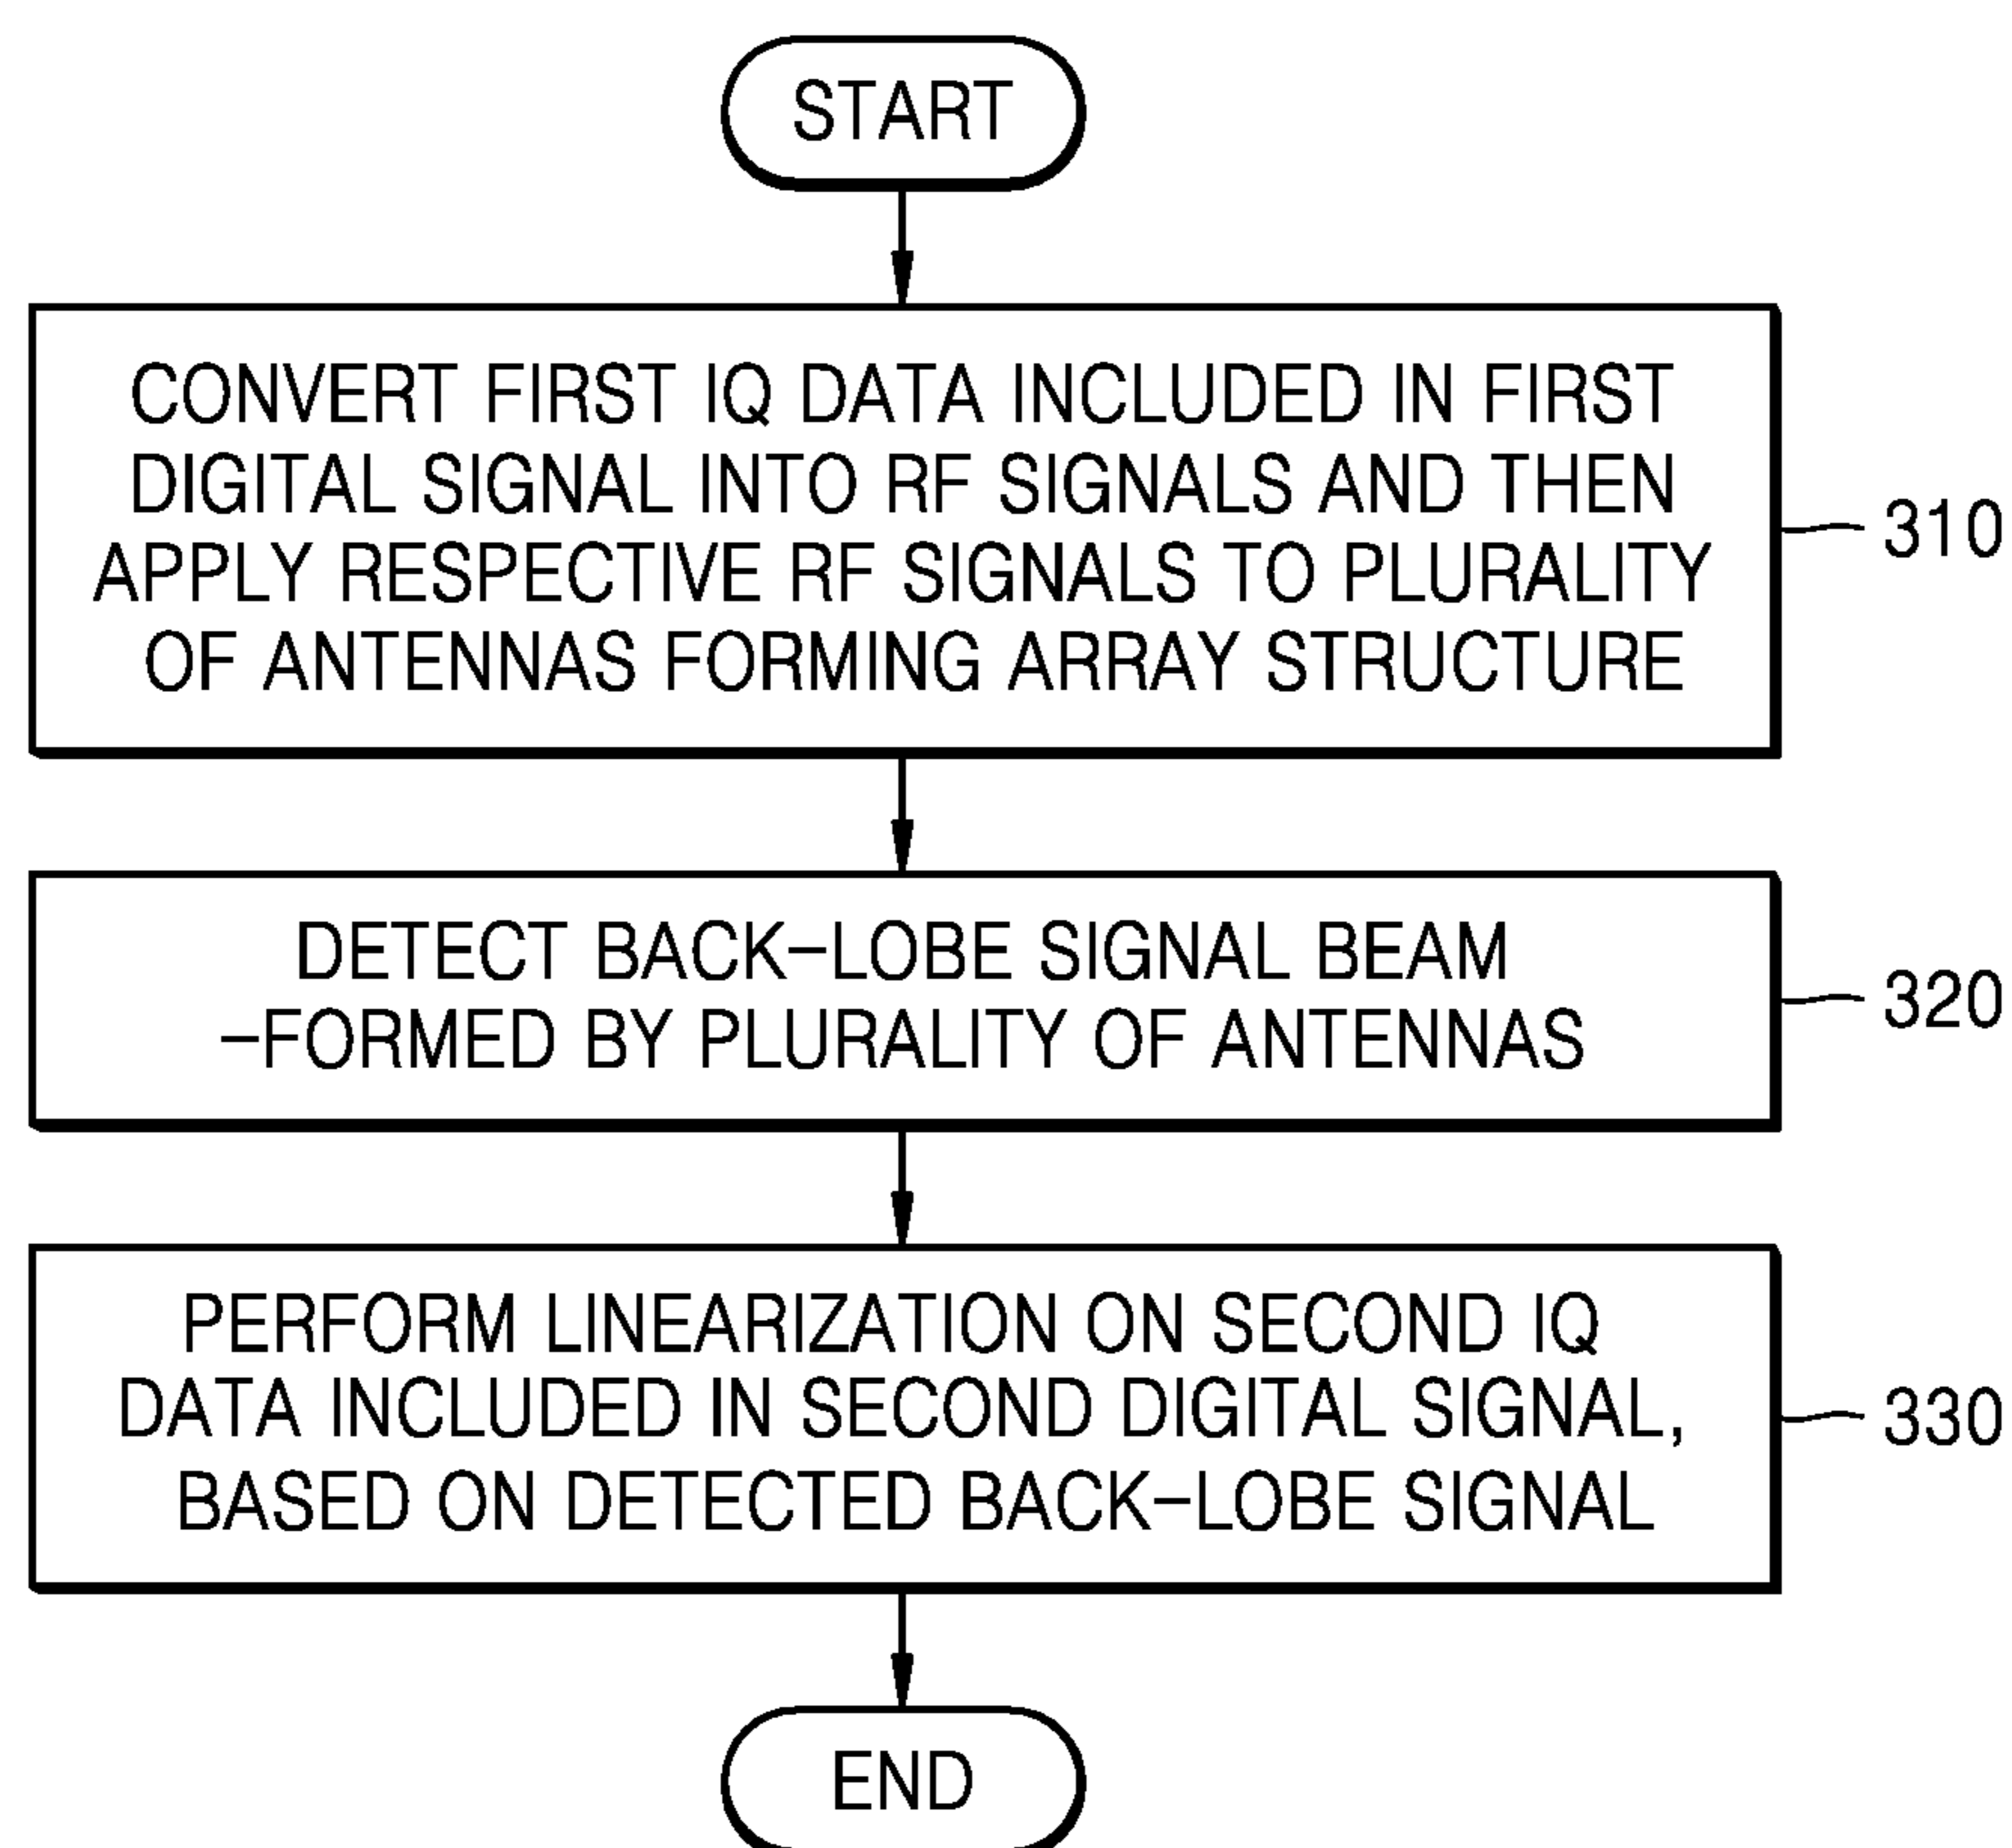 START
CONVERT FIRST IQ DATA INCLUDED IN FIRST
DIGITAL SIGNAL INTO RF SIGNALS AND THEN
APPLY RESPECTIVE RF SIGNALS TO PLURALITY
OF ANTENNAS FORMING ARRAY STRUCTURE
310
DETECT BACK-LOBE SIGNAL BEAM
-FORMED BY PLURALITY OF ANTENNAS
320
PERFORM LINEARIZATION ON SECOND IQ
DATA INCLUDED IN SECOND DIGITAL SIGNAL,
BASED ON DETECTED BACK-LOBE SIGNAL
330
END